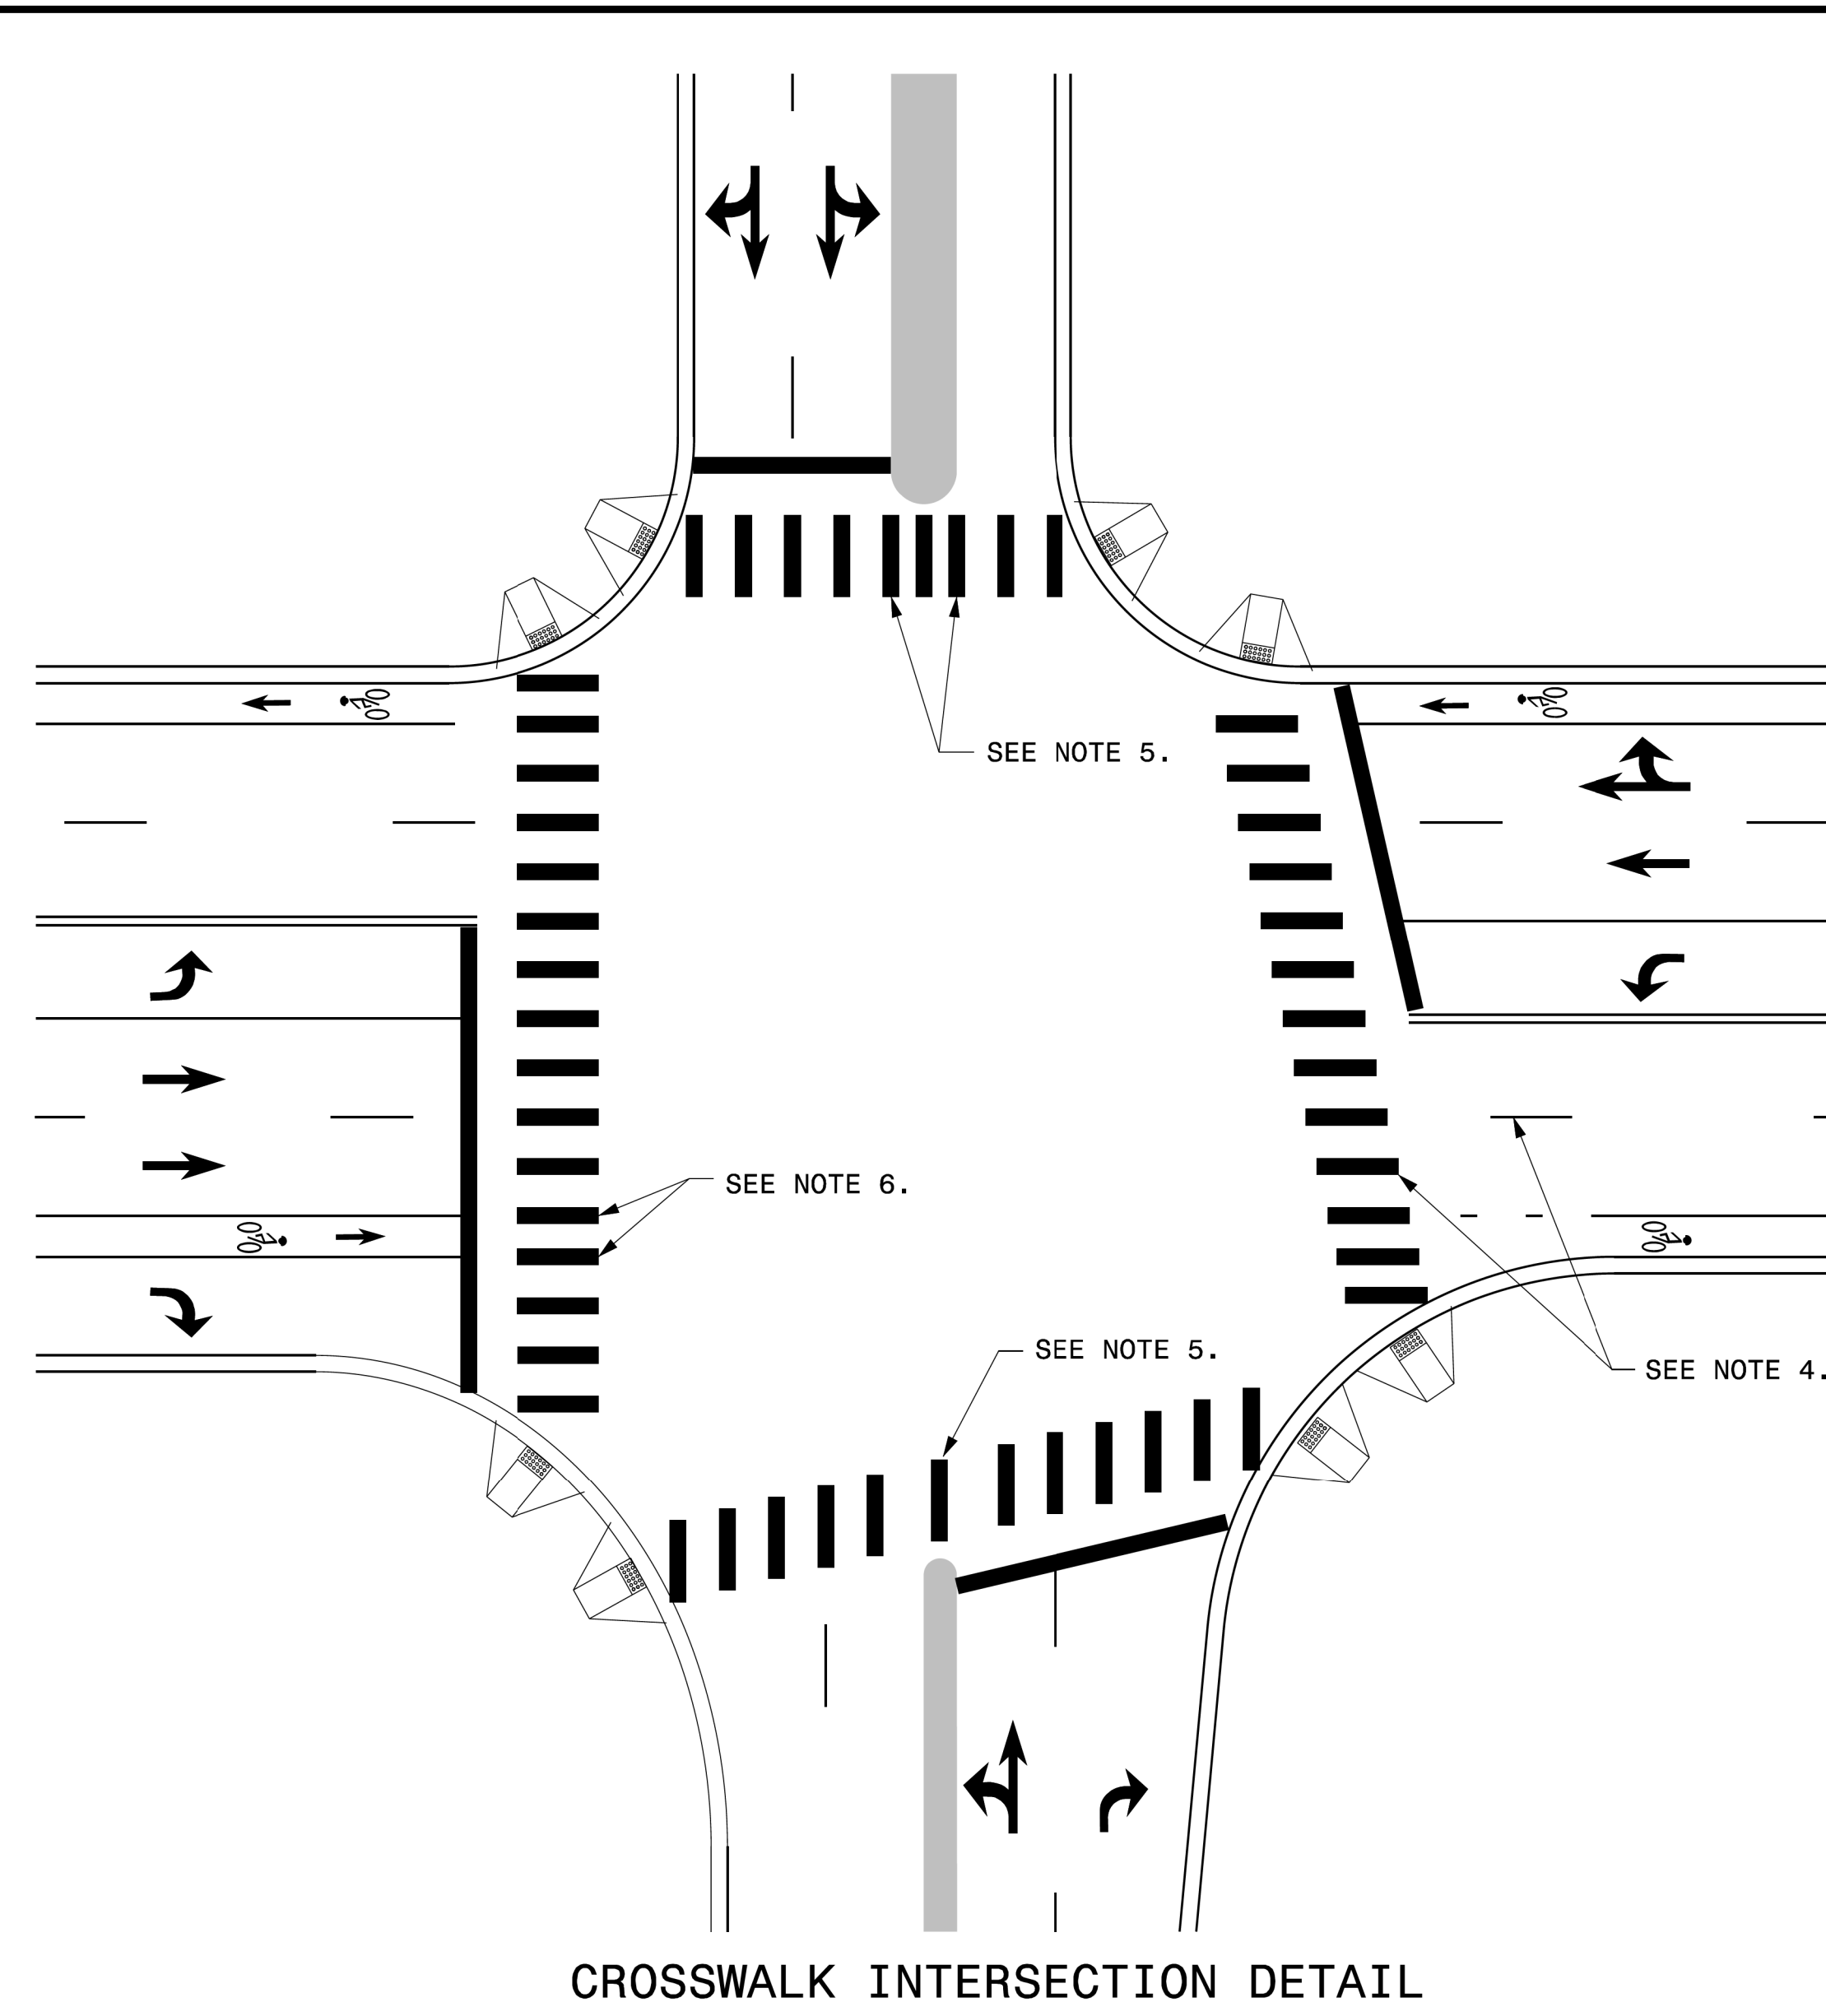 SEE NOTE 5.
SEE NOTE 6.
SEE NOTE 5.
SEE NOTE 4.
CROSSWALK INTERSECTION DETAIL